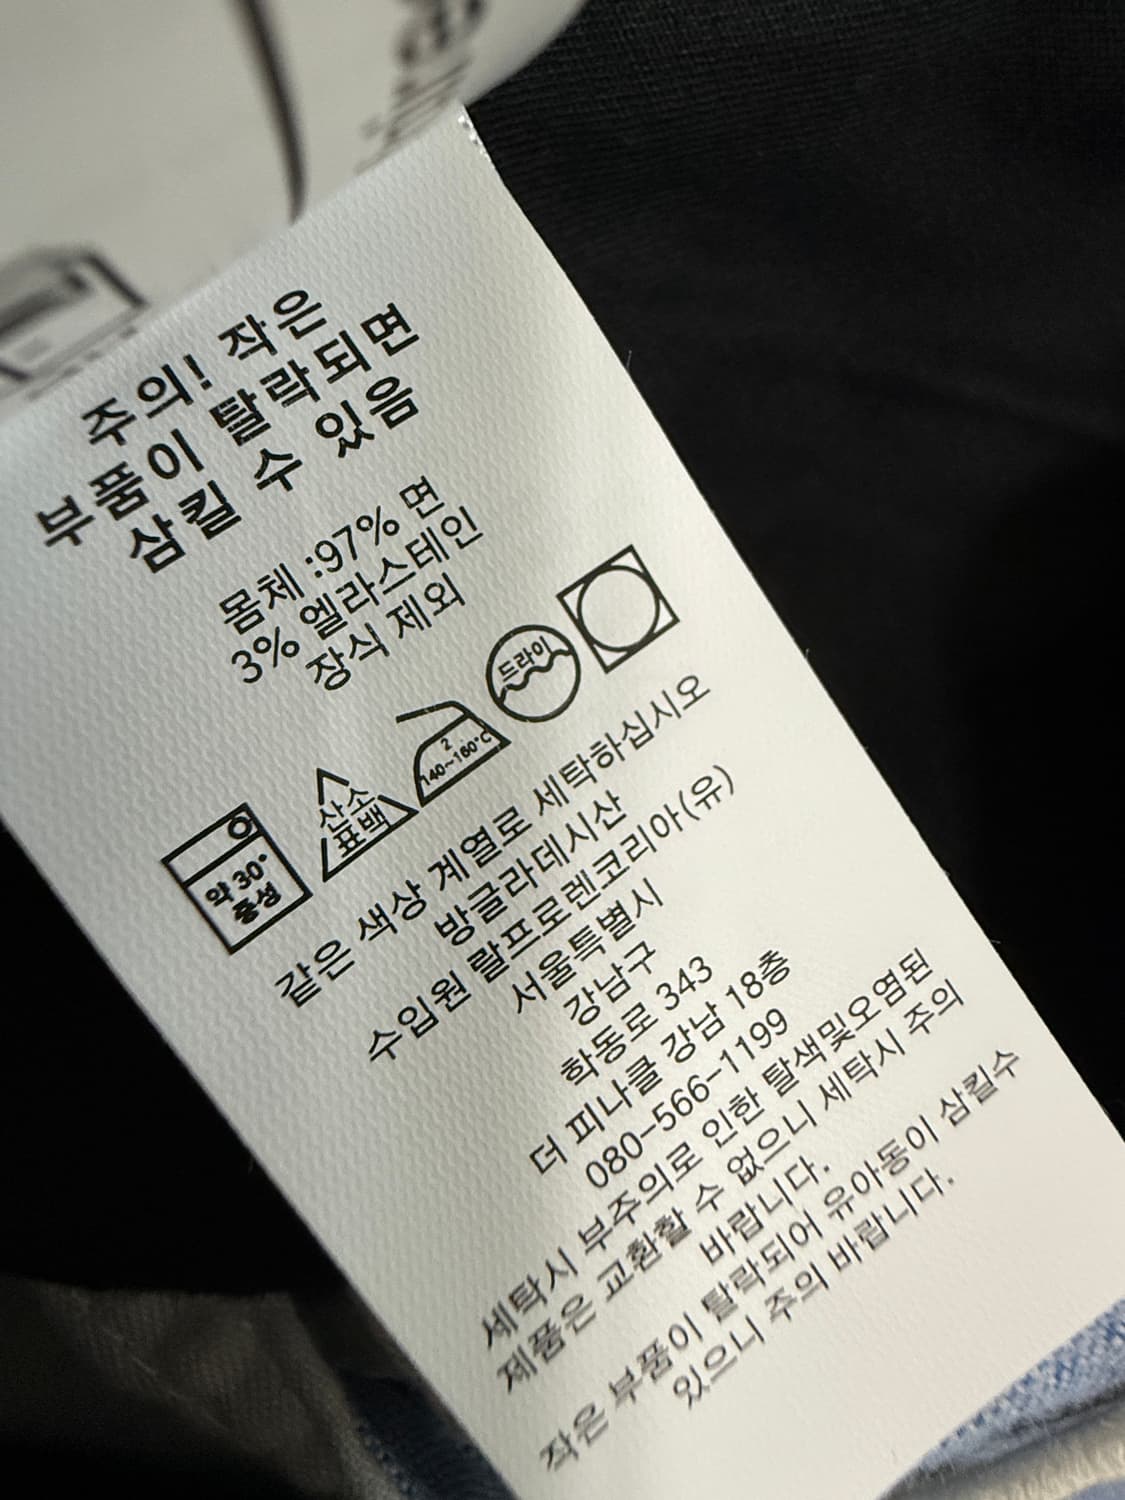 주의! 작은
부품이 탈락되면
삼킬 수 있음
몸체 :97% 면
3% 엘라스테인
장식 제외
약 30°
중성
산소
표백
2
140~160°C
드라이
같은 색상 계열로 세탁하십시오
방글라데시산
수입원 랄프로렌코리아(유)
서울특별시
강남구
학동로 343
더 피나클 강남 18층
080-566-1199
세탁시 부주의로 인한 탈색및오염된
제품은 교환할 수 없으니 세탁시 주의
바랍니다.
작은 부품이 탈락되어 유아동이 삼킬수
있으니 주의 바랍니다.